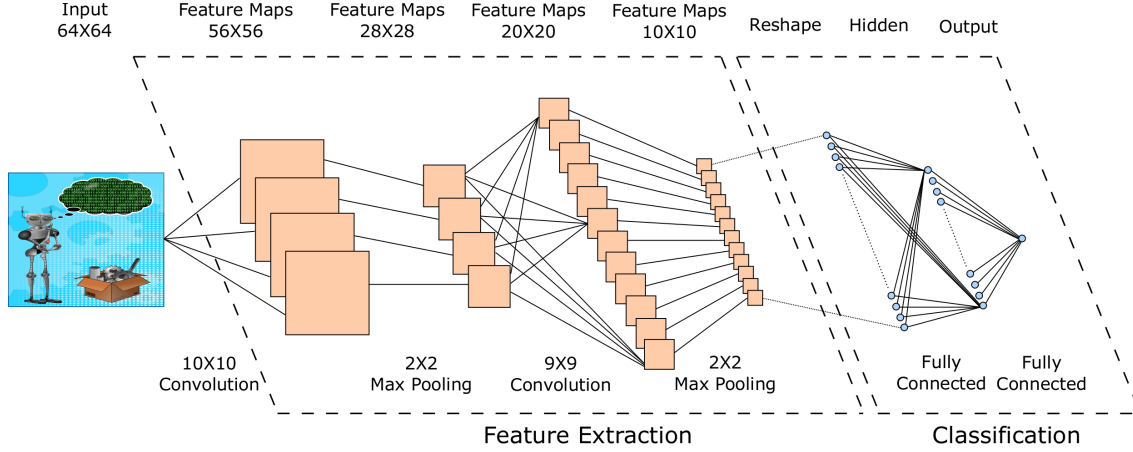 Input
64X64
Feature Maps
56X56
Feature Maps
28X28
Feature Maps
20X20
Feature Maps
10X10
Reshape
Hidden
Output
10X10
Convolution
2X2
Max Pooling
9X9
Convolution
2X2
Max Pooling
Fully
Connected
Fully
Connected
Feature Extraction
Classification